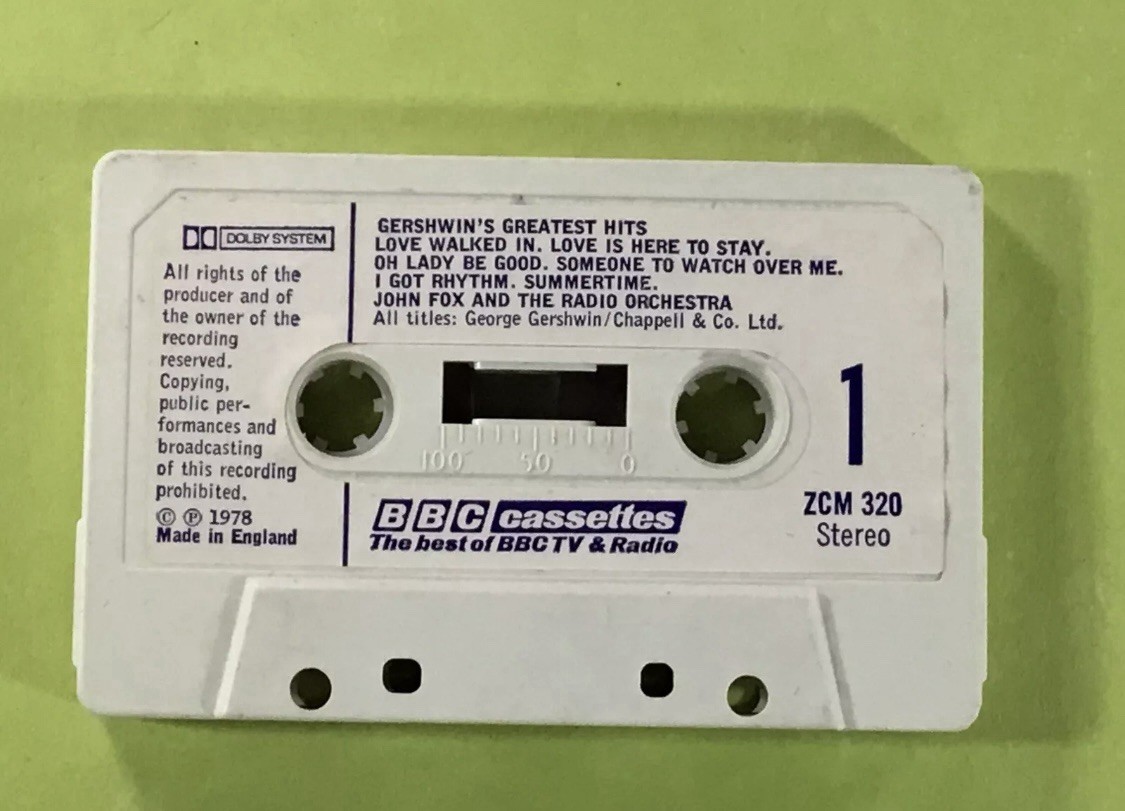 DOLBY SYSTEM
All rights of the
producer and of
the owner of the
recording
reserved.
Copying,
public per-
formances and
broadcasting
of this recording
prohibited.
© ℗ 1978
Made in England
GERSHWIN'S GREATEST HITS
LOVE WALKED IN. LOVE IS HERE TO STAY.
OH LADY BE GOOD. SOMEONE TO WATCH OVER ME.
I GOT RHYTHM. SUMMERTIME.
JOHN FOX AND THE RADIO ORCHESTRA
All titles: George Gershwin/Chappell & Co. Ltd.
100 50 0
1
BBC cassettes
The best of BBC TV & Radio
ZCM 320
Stereo